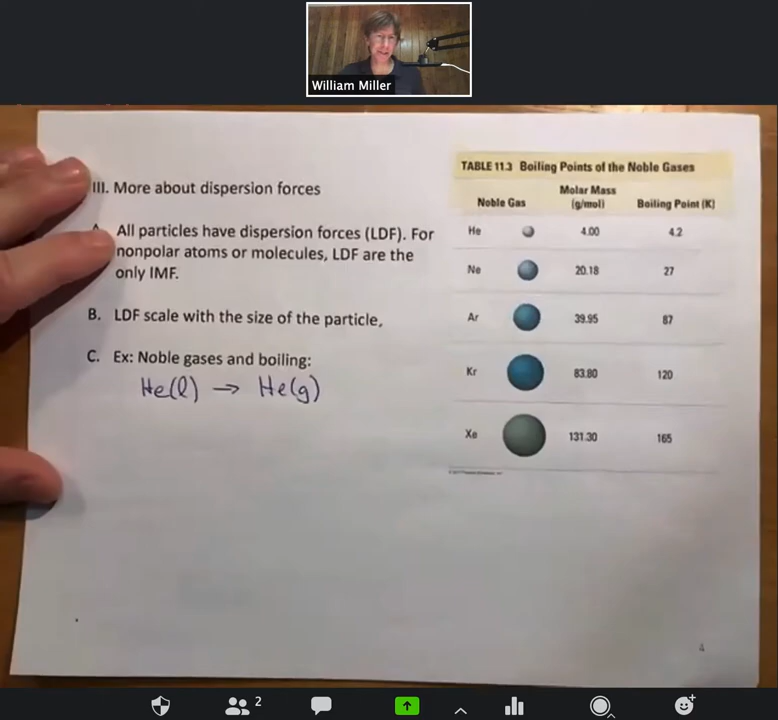 William Miller
III. More about dispersion forces
A. All particles have dispersion forces (LDF). For
nonpolar atoms or molecules, LDF are the
only IMF.
B. LDF scale with the size of the particle,
C. Ex: Noble gases and boiling:
He(l) → He(g)
TABLE 11.3 Boiling Points of the Noble Gases
Noble Gas Molar Mass (g/mol) Boiling Point (K)
He 4.00 4.2
Ne 20.18 27
Ar 39.95 87
Kr 83.80 120
Xe 131.30 165
4
2